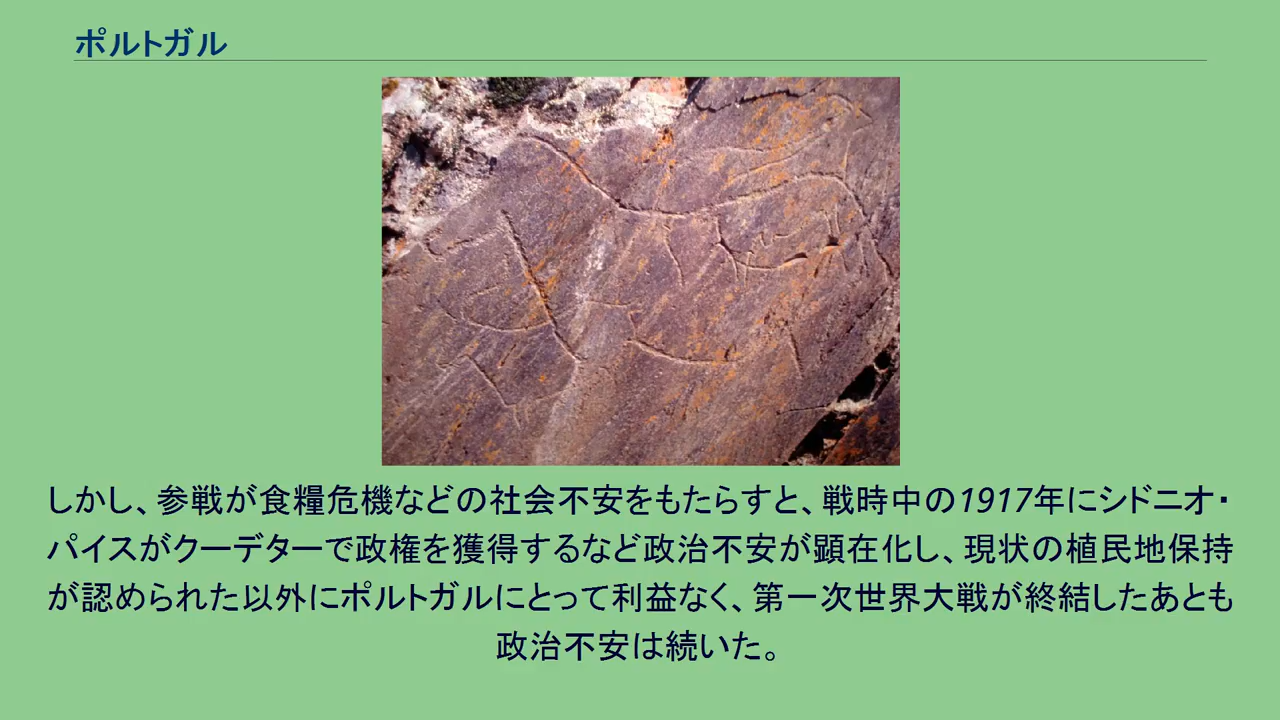 ポルトガル
しかし、参戦が食糧危機などの社会不安をもたらすと、戦時中の1917年にシドニオ・
パイスがクーデターで政権を獲得するなど政治不安が顕在化し、現状の植民地保持
が認められた以外にポルトガルにとって利益なく、第一次世界大戦が終結したあとも
政治不安は続いた。